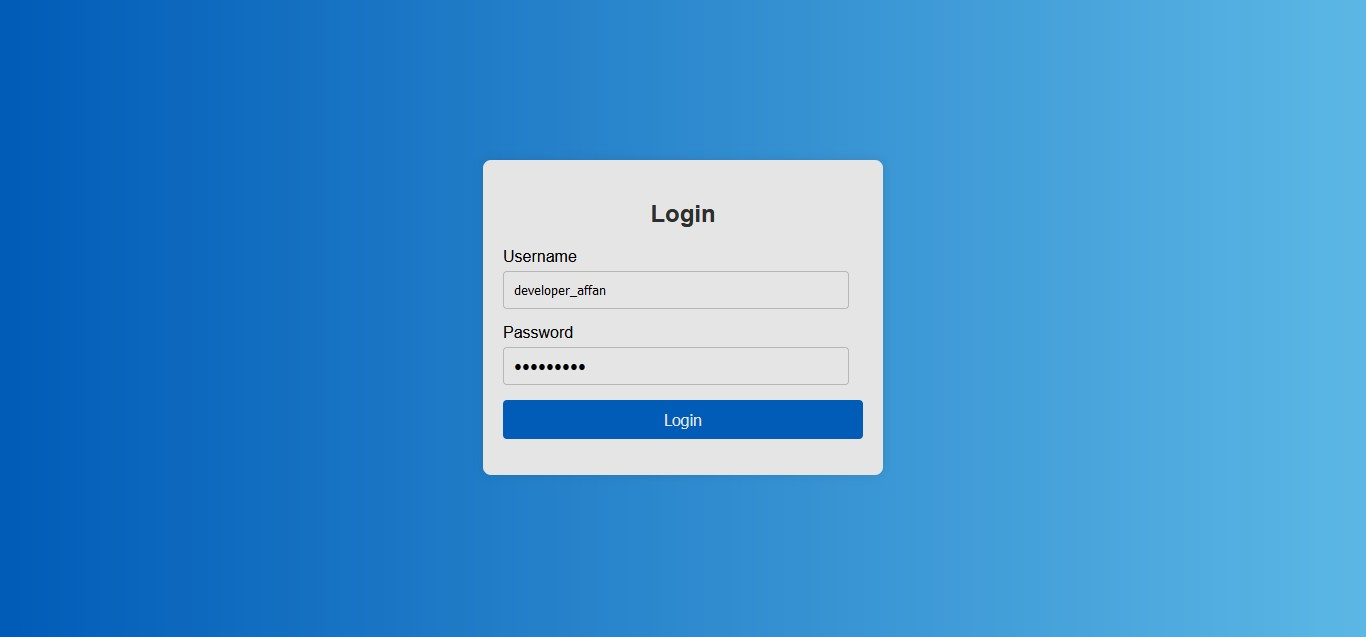 Login
Username
developer_affan
Password
•••••••••
Login